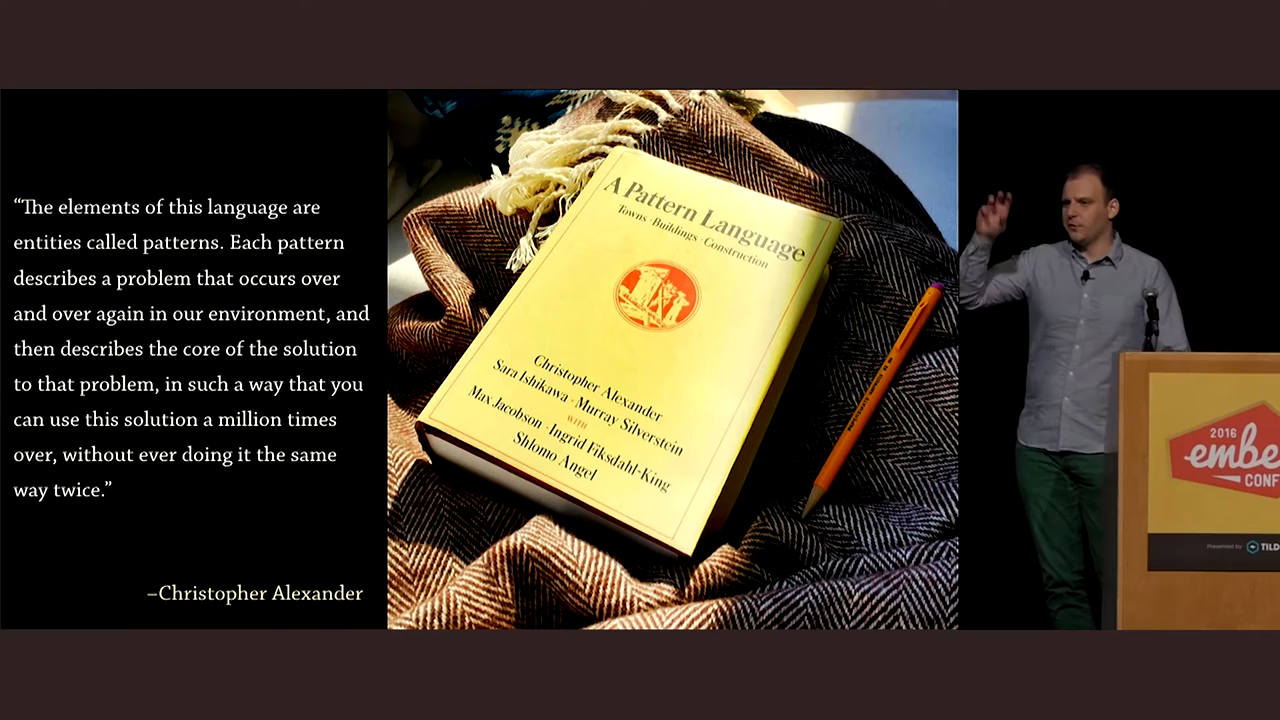 “The elements of this language are
entities called patterns. Each pattern
describes a problem that occurs over
and over again in our environment, and
then describes the core of the solution
to that problem, in such a way that you
can use this solution a million times
over, without ever doing it the same
way twice.”
–Christopher Alexander
A Pattern Language
Towns · Buildings · Construction
Christopher Alexander
Sara Ishikawa · Murray Silverstein
WITH
Max Jacobson · Ingrid Fiksdahl-King
Shlomo Angel
2016
embe
CONF
Presented by TILD